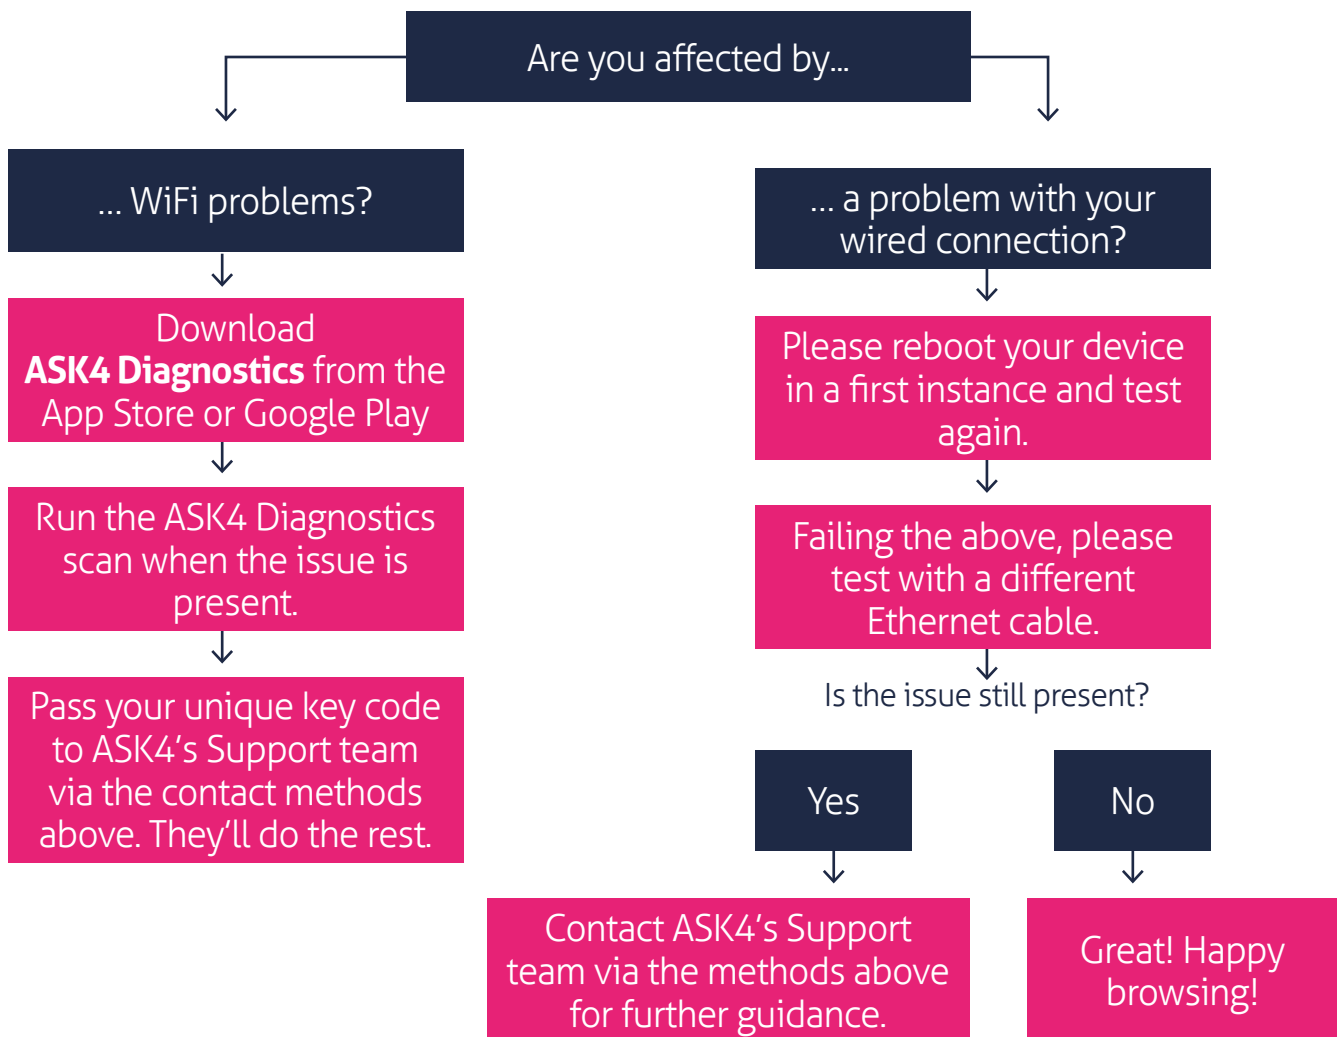 Are you affected by...
... WiFi problems?
Download
ASK4 Diagnostics from the
App Store or Google Play
Run the ASK4 Diagnostics
scan when the issue is
present.
Pass your unique key code
to ASK4's Support team
via the contact methods
above. They'll do the rest.
... a problem with your
wired connection?
Please reboot your device
in a first instance and test
again.
Failing the above, please
test with a different
Ethernet cable.
Is the issue still present?
Yes
No
Contact ASK4's Support
team via the methods above
for further guidance.
Great! Happy
browsing!